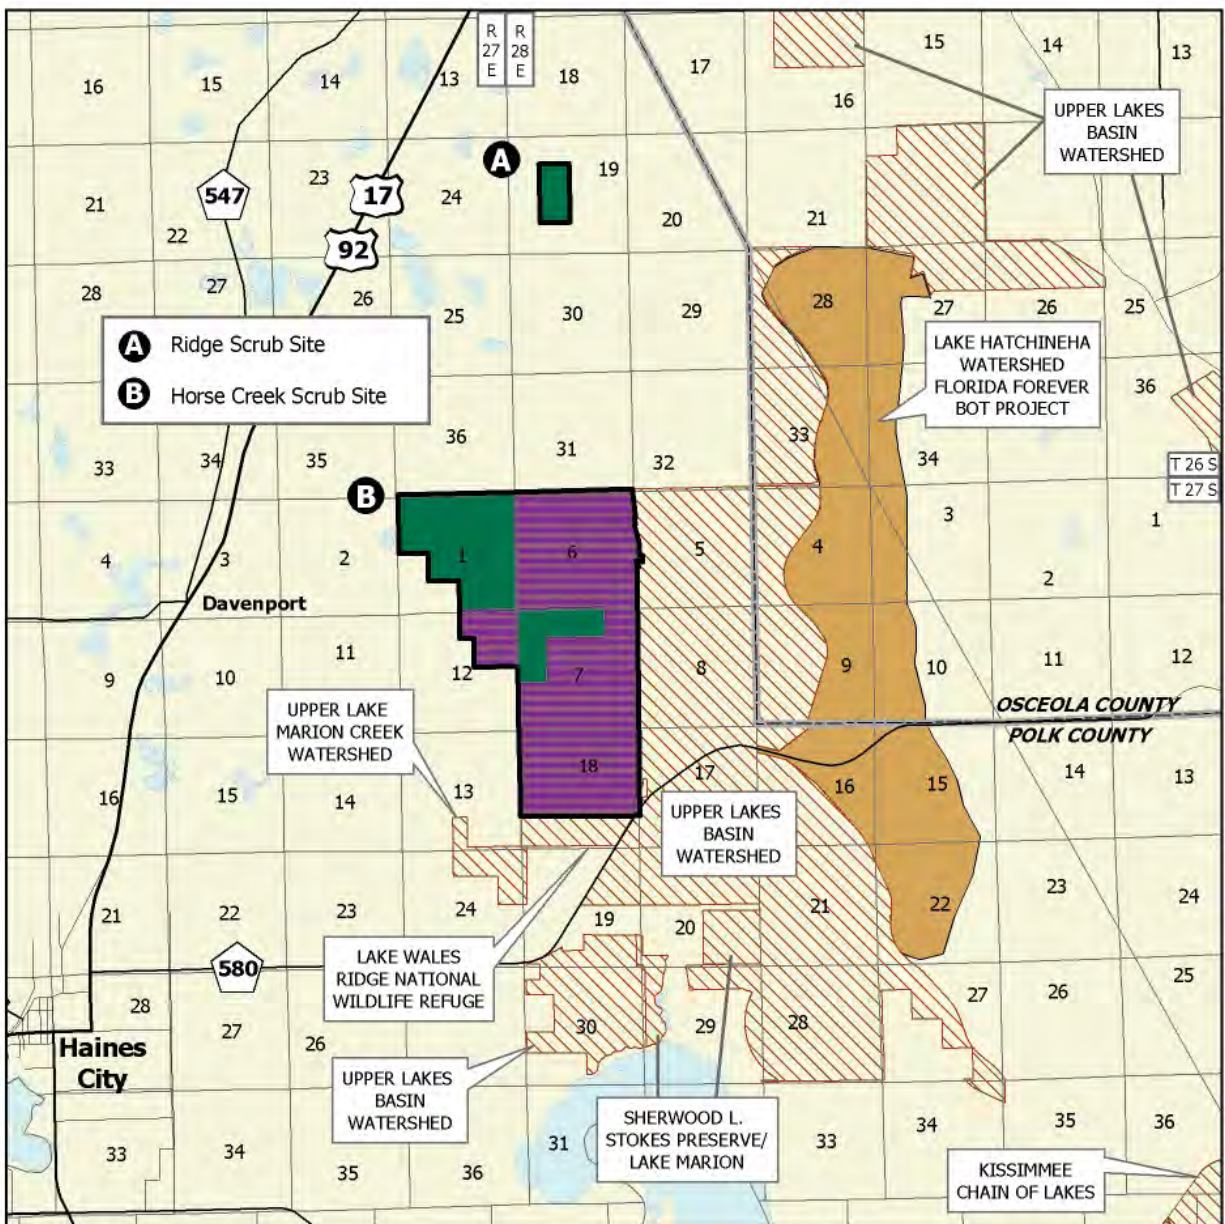 R
27
E
R
28
E
16
15
14
13
18
17
16
15
14
13
UPPER LAKES
BASIN
WATERSHED
A
547
17
92
21
22
23
24
19
20
21
28
27
26
25
30
29
28
27
26
25
A Ridge Scrub Site
B Horse Creek Scrub Site
LAKE HATCHINEHA
WATERSHED
FLORIDA FOREVER
BOT PROJECT
33
34
35
36
31
32
33
34
36
T 26 S
T 27 S
B
4
3
2
1
6
5
4
3
2
1
Davenport
9
10
11
12
7
8
9
10
11
12
OSCEOLA COUNTY
POLK COUNTY
UPPER LAKE
MARION CREEK
WATERSHED
16
15
14
13
18
17
16
15
14
13
UPPER LAKES
BASIN
WATERSHED
21
22
23
24
19
20
21
22
23
24
580
LAKE WALES
RIDGE NATIONAL
WILDLIFE REFUGE
28
27
26
30
29
28
27
26
25
Haines
City
UPPER LAKES
BASIN
WATERSHED
SHERWOOD L.
STOKES PRESERVE/
LAKE MARION
33
34
35
36
31
33
34
35
36
KISSIMMEE
CHAIN OF LAKES